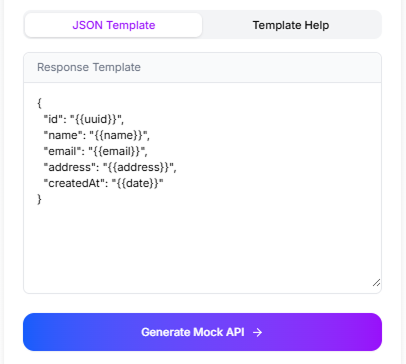 JSON Template
Template Help
Response Template
{
  "id": "{{uuid}}",
  "name": "{{name}}",
  "email": "{{email}}",
  "address": "{{address}}",
  "createdAt": "{{date}}"
}
Generate Mock API →